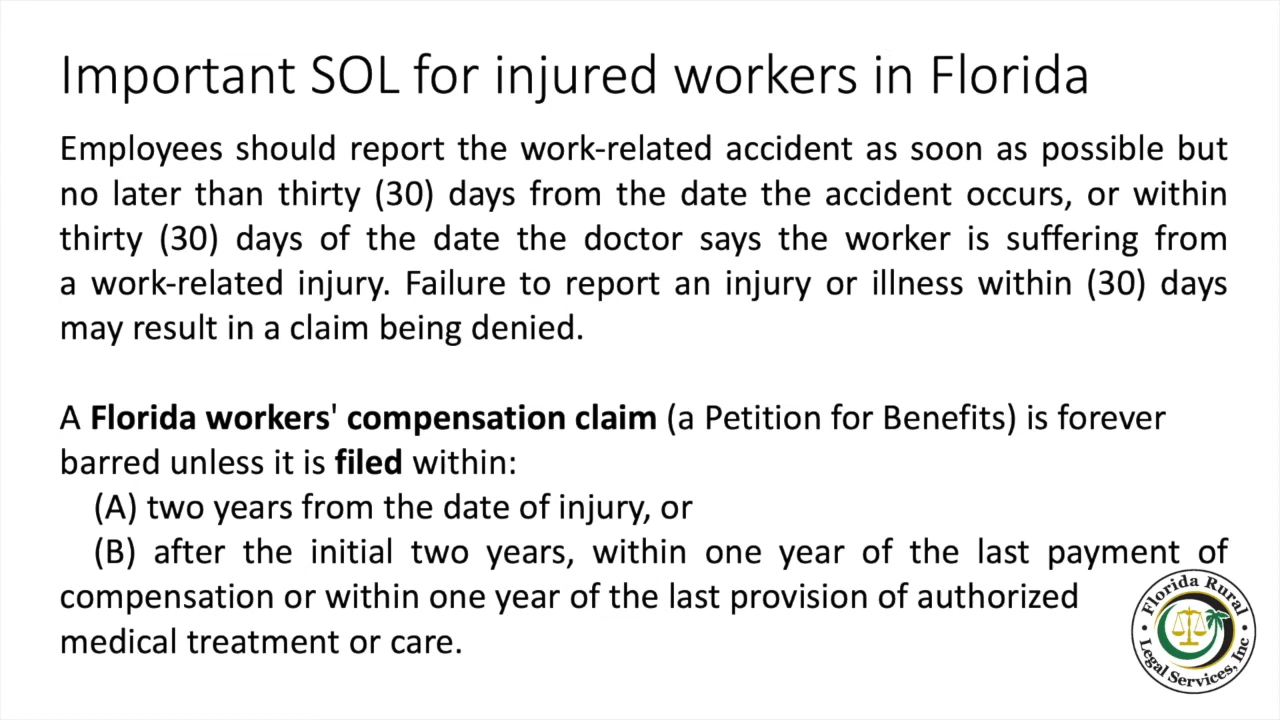 Important SOL for injured workers in Florida
Employees should report the work-related accident as soon as possible but
no later than thirty (30) days from the date the accident occurs, or within
thirty (30) days of the date the doctor says the worker is suffering from
a work-related injury. Failure to report an injury or illness within (30) days
may result in a claim being denied.
A Florida workers' compensation claim (a Petition for Benefits) is forever
barred unless it is filed within:
(A) two years from the date of injury, or
(B) after the initial two years, within one year of the last payment of
compensation or within one year of the last provision of authorized
medical treatment or care.
Florida Rural
Legal Services, Inc